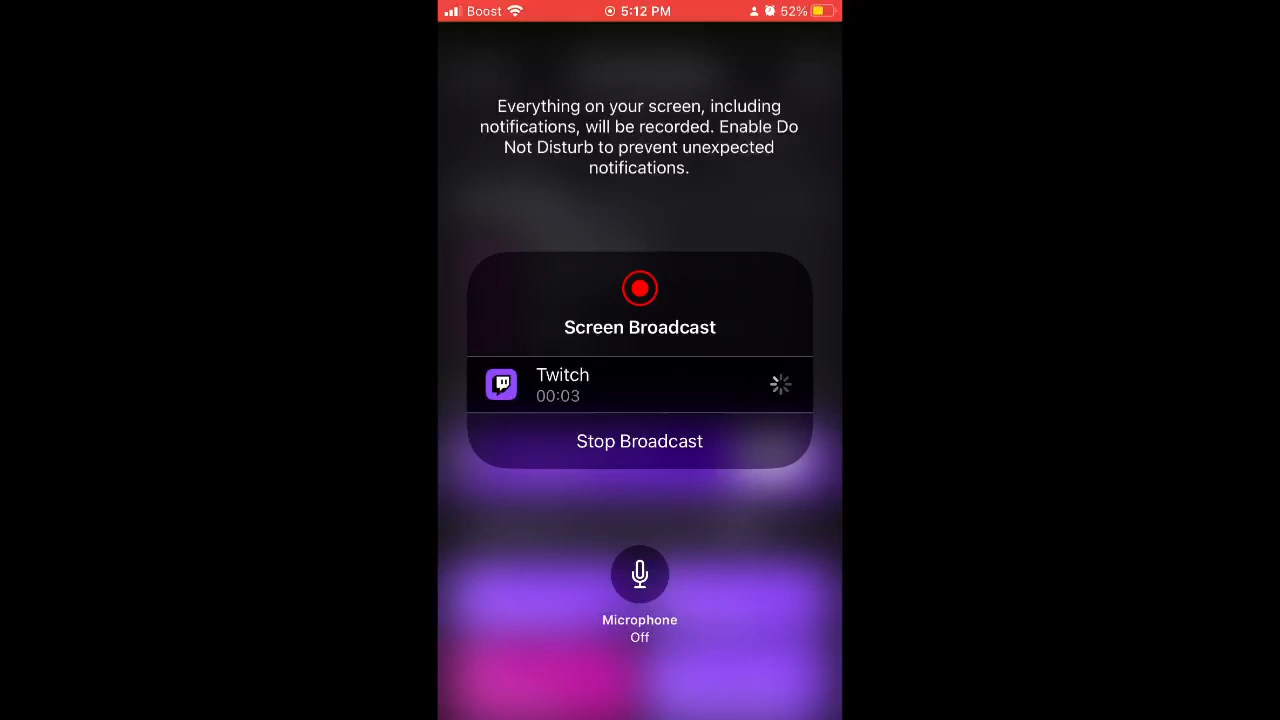 Boost 5:12 PM 52%
Everything on your screen, including
notifications, will be recorded. Enable Do
Not Disturb to prevent unexpected
notifications.
Screen Broadcast
Twitch
00:03
Stop Broadcast
Microphone
Off